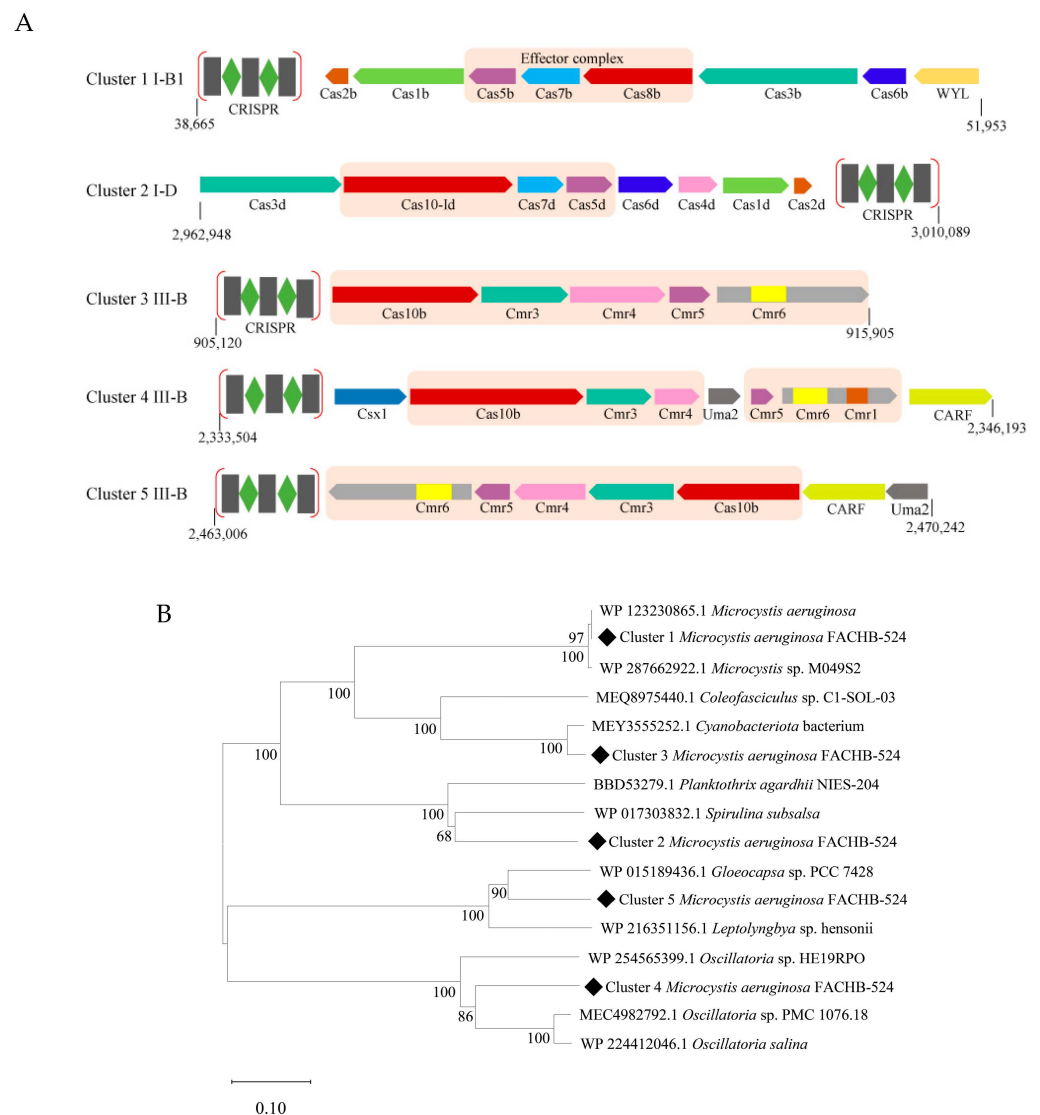 A
Effector complex
Cluster 1 I-B1
CRISPR
Cas2b Cas1b Cas5b Cas7b Cas8b Cas3b Cas6b WYL
38,665 51,953
Cluster 2 I-D
Cas3d Cas10-Id Cas7d Cas5d Cas6d Cas4d Cas1d Cas2d CRISPR
2,962,948 3,010,089
Cluster 3 III-B
CRISPR Cas10b Cmr3 Cmr4 Cmr5 Cmr6
905,120 915,905
Cluster 4 III-B
Csx1 Cas10b Cmr3 Cmr4 Uma2 Cmr5 Cmr6 Cmr1 CARF
2,333,504 2,346,193
Cluster 5 III-B
Cmr6 Cmr5 Cmr4 Cmr3 Cas10b CARF Uma2
2,463,006 2,470,242
B
WP 123230865.1 Microcystis aeruginosa
97 Cluster 1 Microcystis aeruginosa FACHB-524
100
WP 287662922.1 Microcystis sp. M049S2
100
MEQ8975440.1 Coleofasciculus sp. C1-SOL-03
100
MEY3555252.1 Cyanobacteriota bacterium
100
Cluster 3 Microcystis aeruginosa FACHB-524
100
BBD53279.1 Planktothrix agardhii NIES-204
100
WP 017303832.1 Spirulina subsalsa
68
Cluster 2 Microcystis aeruginosa FACHB-524
WP 015189436.1 Gloeocapsa sp. PCC 7428
90
Cluster 5 Microcystis aeruginosa FACHB-524
100
WP 216351156.1 Leptolyngbya sp. hensonii
WP 254565399.1 Oscillatoria sp. HE19RPO
100
Cluster 4 Microcystis aeruginosa FACHB-524
86
MEC4982792.1 Oscillatoria sp. PMC 1076.18
100
WP 224412046.1 Oscillatoria salina
0.10